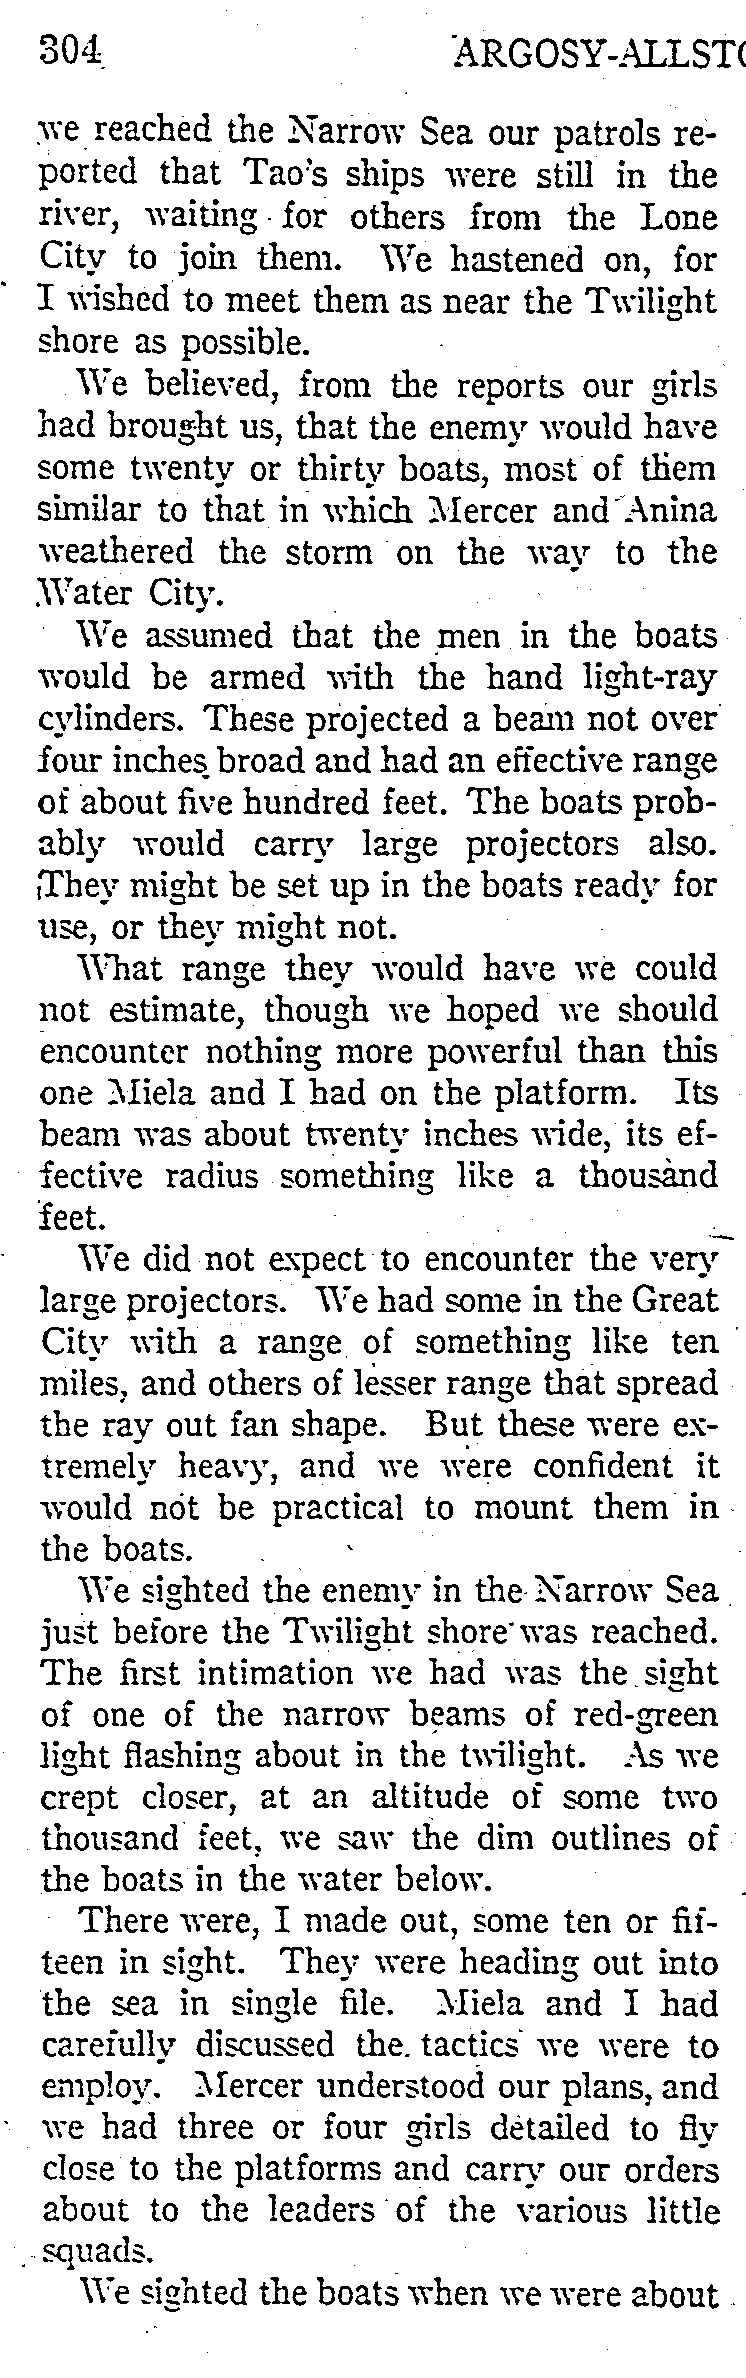 304 ARGOSY-ALLSTO
we reached the Narrow Sea our patrols re-
ported that Tao's ships were still in the
river, waiting for others from the Lone
City to join them. We hastened on, for
I wished to meet them as near the Twilight
shore as possible.
We believed, from the reports our girls
had brought us, that the enemy would have
some twenty or thirty boats, most of them
similar to that in which Mercer and Anina
weathered the storm on the way to the
Water City.
We assumed that the men in the boats
would be armed with the hand light-ray
cylinders. These projected a beam not over
four inches broad and had an effective range
of about five hundred feet. The boats prob-
ably would carry large projectors also.
They might be set up in the boats ready for
use, or they might not.
What range they would have we could
not estimate, though we hoped we should
encounter nothing more powerful than this
one Miela and I had on the platform. Its
beam was about twenty inches wide, its ef-
fective radius something like a thousand
feet.
We did not expect to encounter the very
large projectors. We had some in the Great
City with a range of something like ten
miles, and others of lesser range that spread
the ray out fan shape. But these were ex-
tremely heavy, and we were confident it
would not be practical to mount them in
the boats.
We sighted the enemy in the Narrow Sea
just before the Twilight shore was reached.
The first intimation we had was the sight
of one of the narrow beams of red-green
light flashing about in the twilight. As we
crept closer, at an altitude of some two
thousand feet, we saw the dim outlines of
the boats in the water below.
There were, I made out, some ten or fif-
teen in sight. They were heading out into
the sea in single file. Miela and I had
carefully discussed the tactics we were to
employ. Mercer understood our plans, and
we had three or four girls detailed to fly
close to the platforms and carry our orders
about to the leaders of the various little
squads.
We sighted the boats when we were about